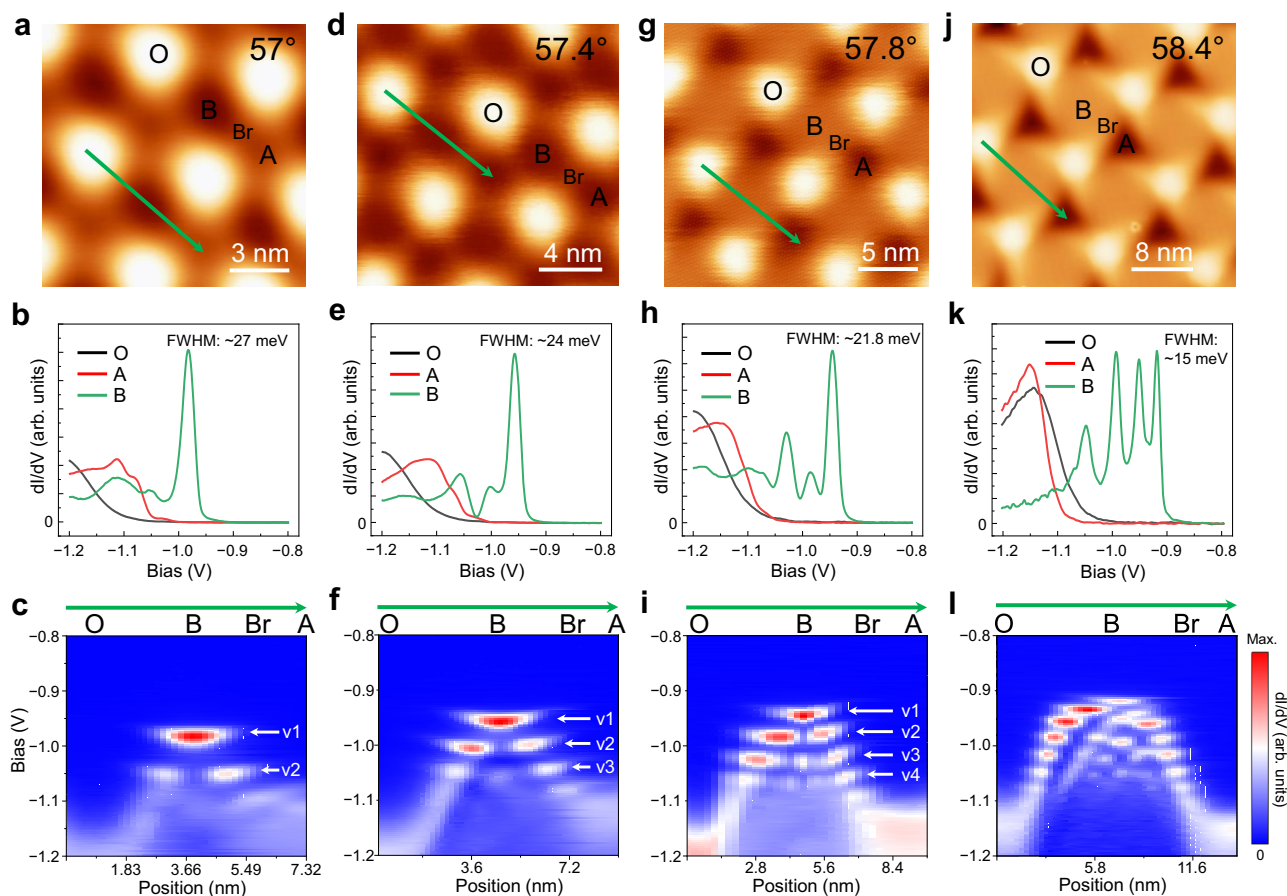 a
57°
O
B
Br
A
3 nm
d
57.4°
O
B
Br
A
4 nm
g
57.8°
O
B
Br
A
5 nm
j
58.4°
O
B
Br
A
8 nm
b
FWHM: ~27 meV
O
A
B
dI/dV (arb. units)
0
−1.2 −1.1 −1.0 −0.9 −0.8
Bias (V)
e
FWHM: ~24 meV
O
A
B
dI/dV (arb. units)
0
−1.2 −1.1 −1.0 −0.9 −0.8
Bias (V)
h
FWHM: ~21.8 meV
O
A
B
dI/dV (arb. units)
0
−1.2 −1.1 −1.0 −0.9 −0.8
Bias (V)
k
FWHM:
~15 meV
O
A
B
dI/dV (arb. units)
0
−1.2 −1.1 −1.0 −0.9 −0.8
Bias (V)
c
O B Br A
−0.8
−0.9
−1.0
−1.1
−1.2
Bias (V)
v1
v2
1.83 3.66 5.49 7.32
Position (nm)
f
O B Br A
−0.8
−0.9
−1.0
−1.1
−1.2
v1
v2
v3
3.6 7.2
Position (nm)
i
O B Br A
−0.8
−0.9
−1.0
−1.1
−1.2
v1
v2
v3
v4
2.8 5.6 8.4
Position (nm)
l
O B Br A
−0.8
−0.9
−1.0
−1.1
−1.2
5.8 11.6
Position (nm)
Max.
dI/dV (arb. units)
0